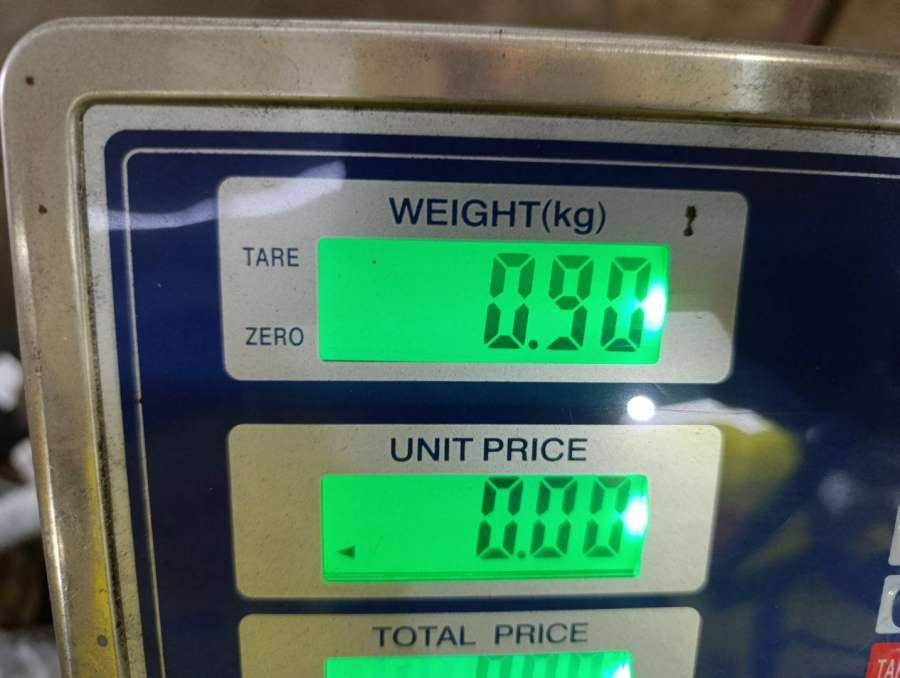 WEIGHT(kg)
TARE
0.90
ZERO
UNIT PRICE
0.00
TOTAL PRICE